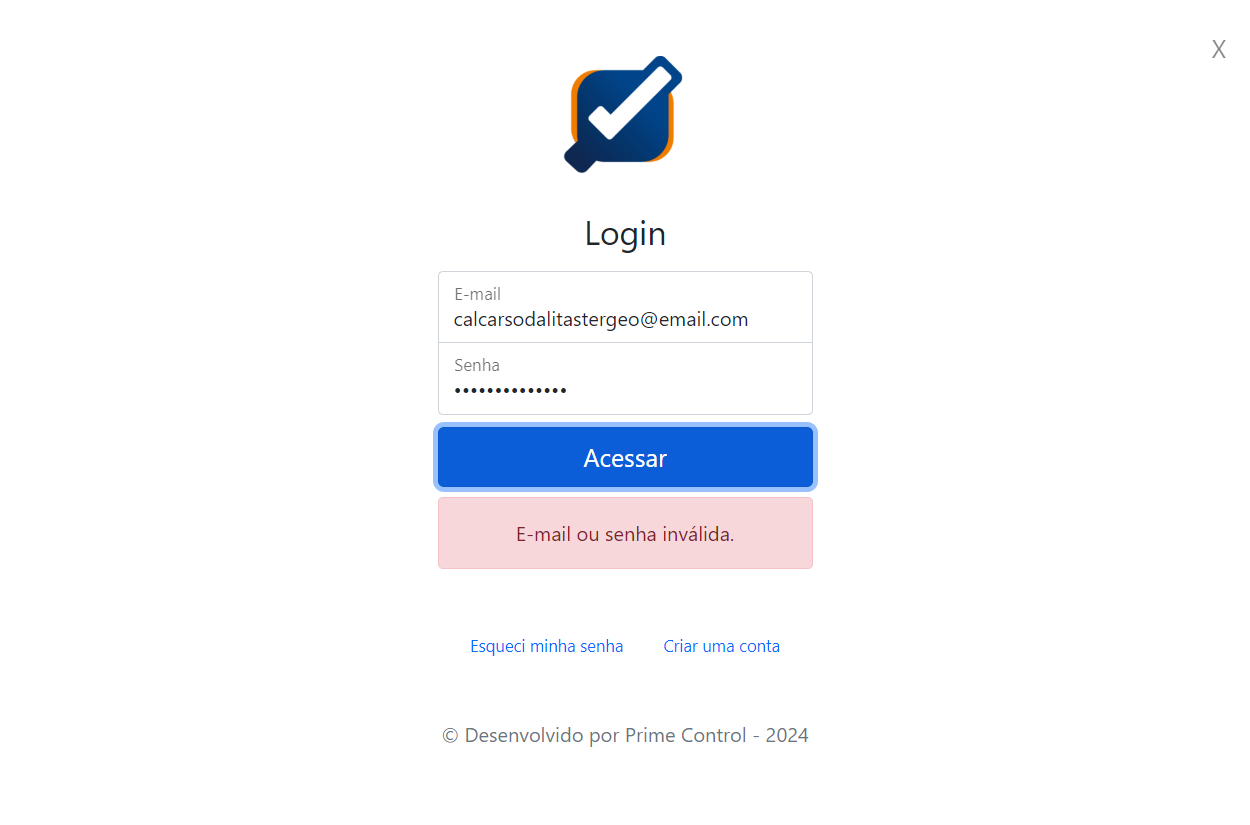 X
Login
E-mail
calcarsodalitastergeo@email.com
Senha
••••••••••••••
Acessar
E-mail ou senha inválida.
Esqueci minha senha Criar uma conta
© Desenvolvido por Prime Control - 2024